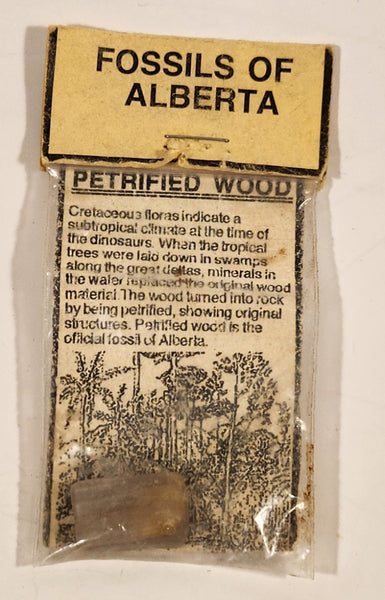 FOSSILS OF
ALBERTA
PETRIFIED WOOD
Cretaceous floras indicate a
subtropical climate at the time of
the dinosaurs. When the tropical
trees were laid down in swamps
along the great deltas, minerals in
the water replaced the original wood
material. The wood turned into rock
by being petrified, showing original
structures. Petrified wood is the
official fossil of Alberta.